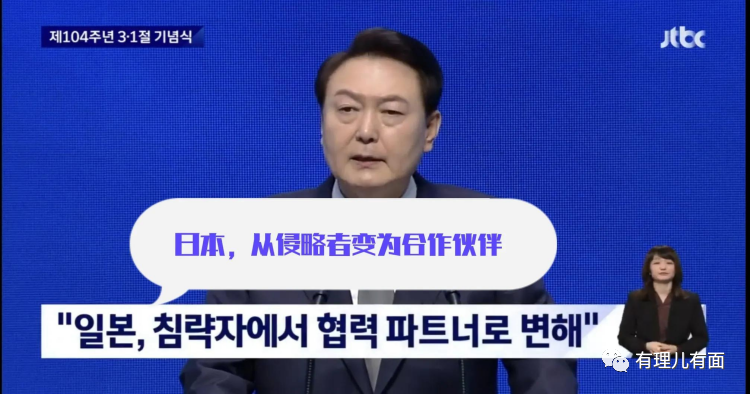 제104주년 3·1절 기념식
jtbc
日本，从侵略者变为合作伙伴
"일본, 침략자에서 협력 파트너로 변해"
有理儿有面